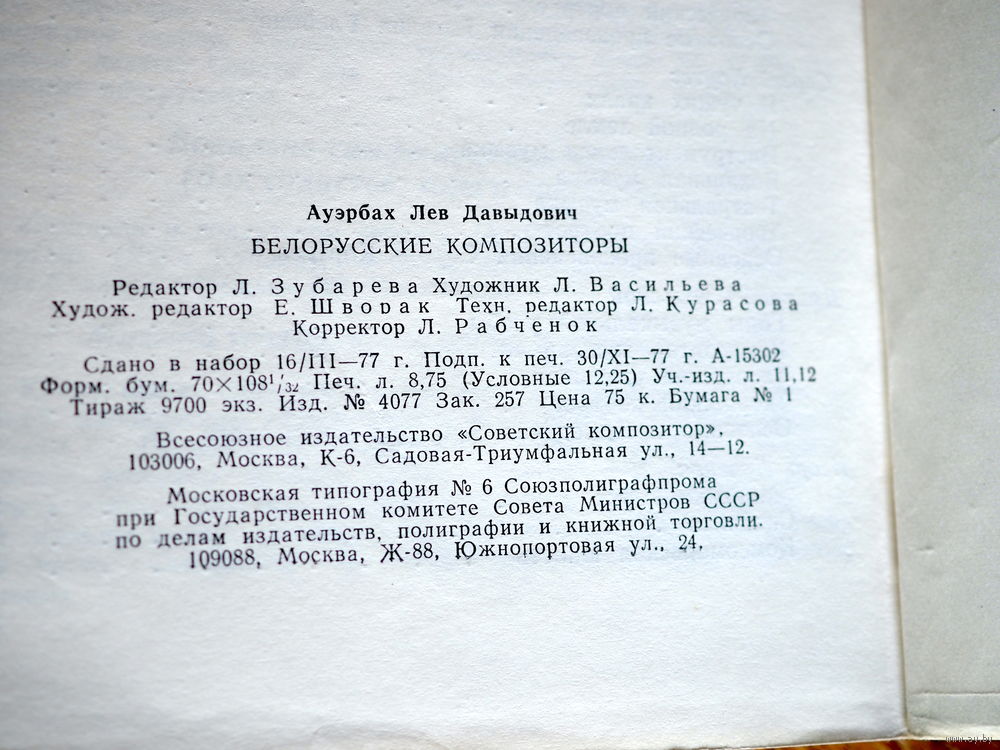 Ауэрбах Лев Давыдович
БЕЛОРУССКИЕ КОМПОЗИТОРЫ
Редактор Л. Зубарева Художник Л. Васильева
Худож. редактор Е. Шворак Техн. редактор Л. Курасова
Корректор Л. Рабченок
Сдано в набор 16/III—77 г. Подп. к печ. 30/XI—77 г. А-15302
Форм. бум. 70×108¹/₃₂ Печ. л. 8,75 (Условные 12,25) Уч.-изд. л. 11,12
Тираж 9700 экз. Изд. № 4077 Зак. 257 Цена 75 к. Бумага № 1
Всесоюзное издательство «Советский композитор»,
103006, Москва, К-6, Садовая-Триумфальная ул., 14—12.
Московская типография № 6 Союзполиграфпрома
при Государственном комитете Совета Министров СССР
по делам издательств, полиграфии и книжной торговли.
109088, Москва, Ж-88, Южнопортовая ул., 24.